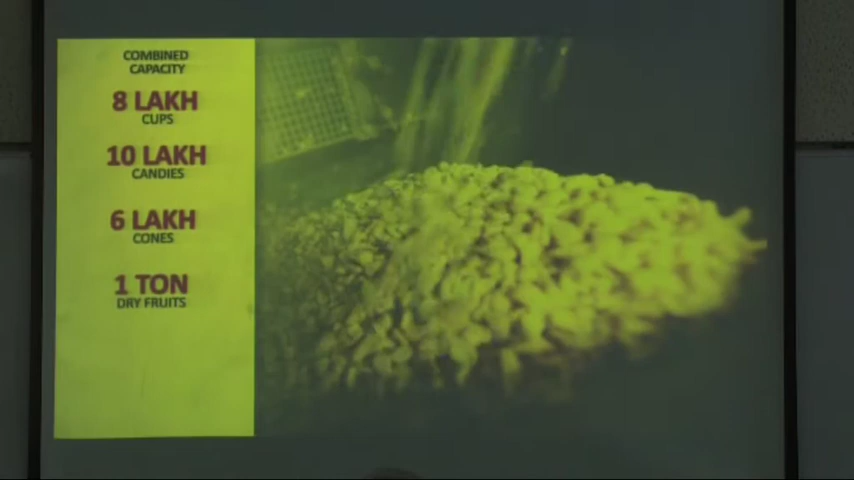 COMBINED
CAPACITY
8 LAKH
CUPS
10 LAKH
CANDIES
6 LAKH
CONES
1 TON
DRY FRUITS